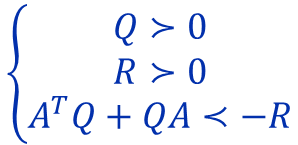 Q ≻ 0
R ≻ 0
AᵀQ + QA ≺ −R